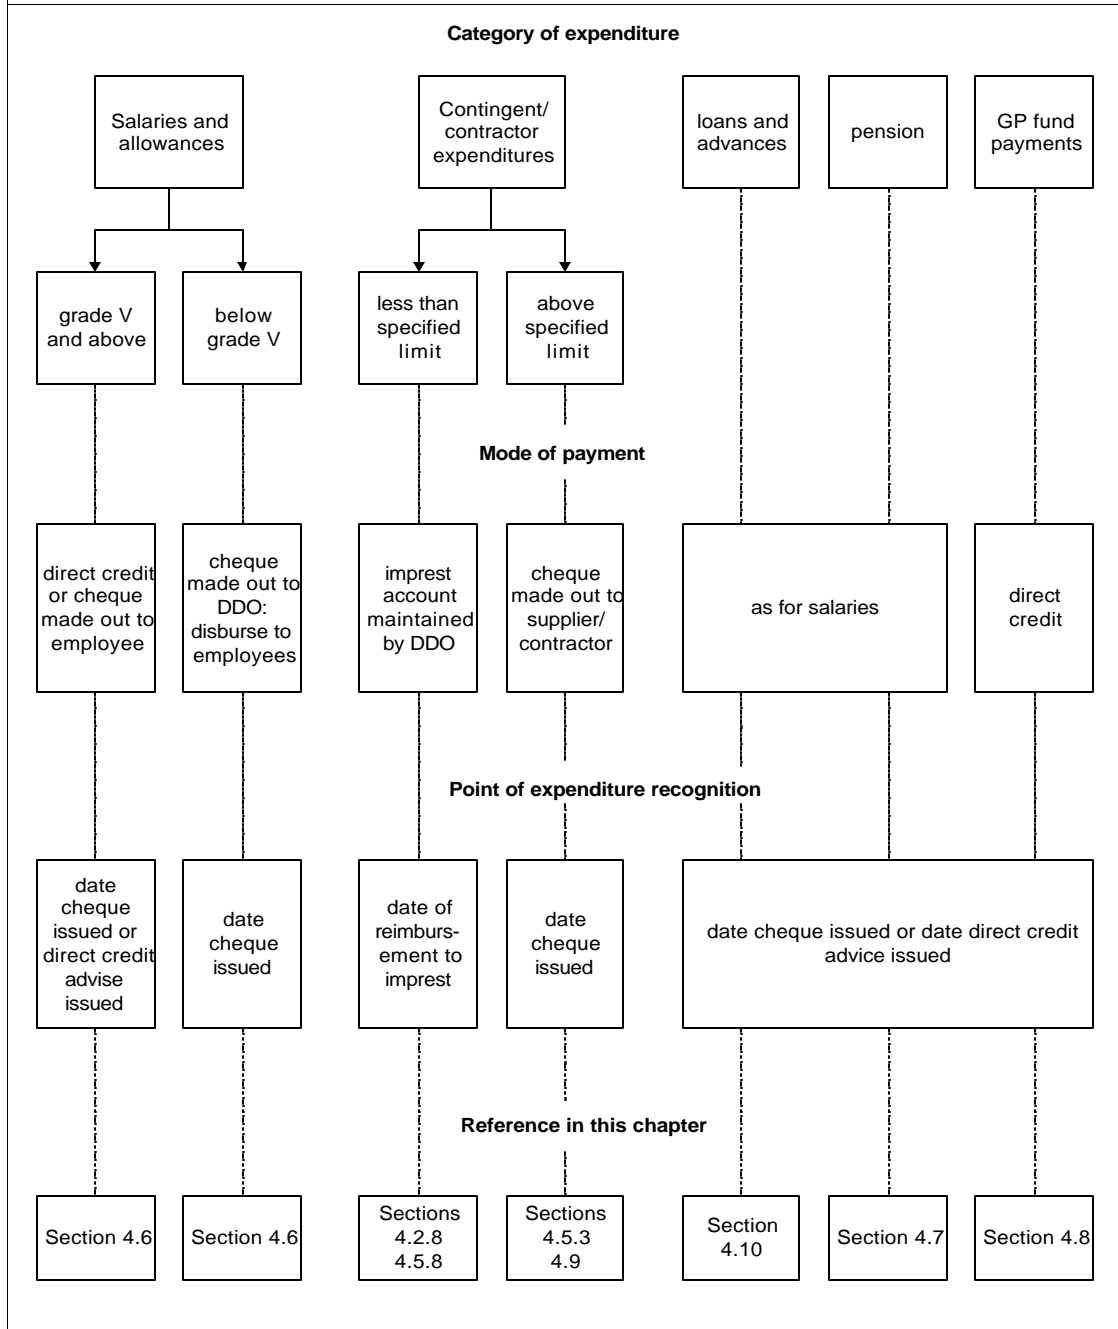 Category of expenditure
Salaries and
allowances
Contingent/
contractor
expenditures
loans and
advances
pension
GP fund
payments
grade V
and above
below
grade V
less than
specified
limit
above
specified
limit
Mode of payment
direct credit
or cheque
made out to
employee
cheque
made out to
DDO:
disburse to
employees
imprest
account
maintained
by DDO
cheque
made out to
supplier/
contractor
as for salaries
direct
credit
Point of expenditure recognition
date
cheque
issued or
direct credit
advise
issued
date
cheque
issued
date of
reimburs-
ement to
imprest
date
cheque
issued
date cheque issued or date direct credit
advice issued
Reference in this chapter
Section 4.6
Section 4.6
Sections
4.2.8
4.5.8
Sections
4.5.3
4.9
Section
4.10
Section 4.7
Section 4.8